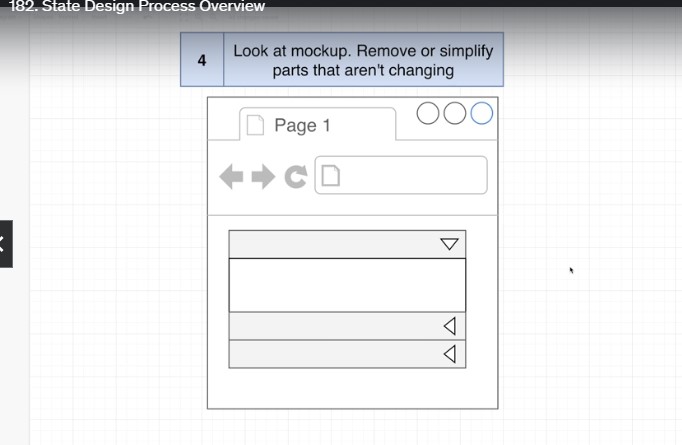 182. State Design Process Overview
4
Look at mockup. Remove or simplify
parts that aren't changing
Page 1